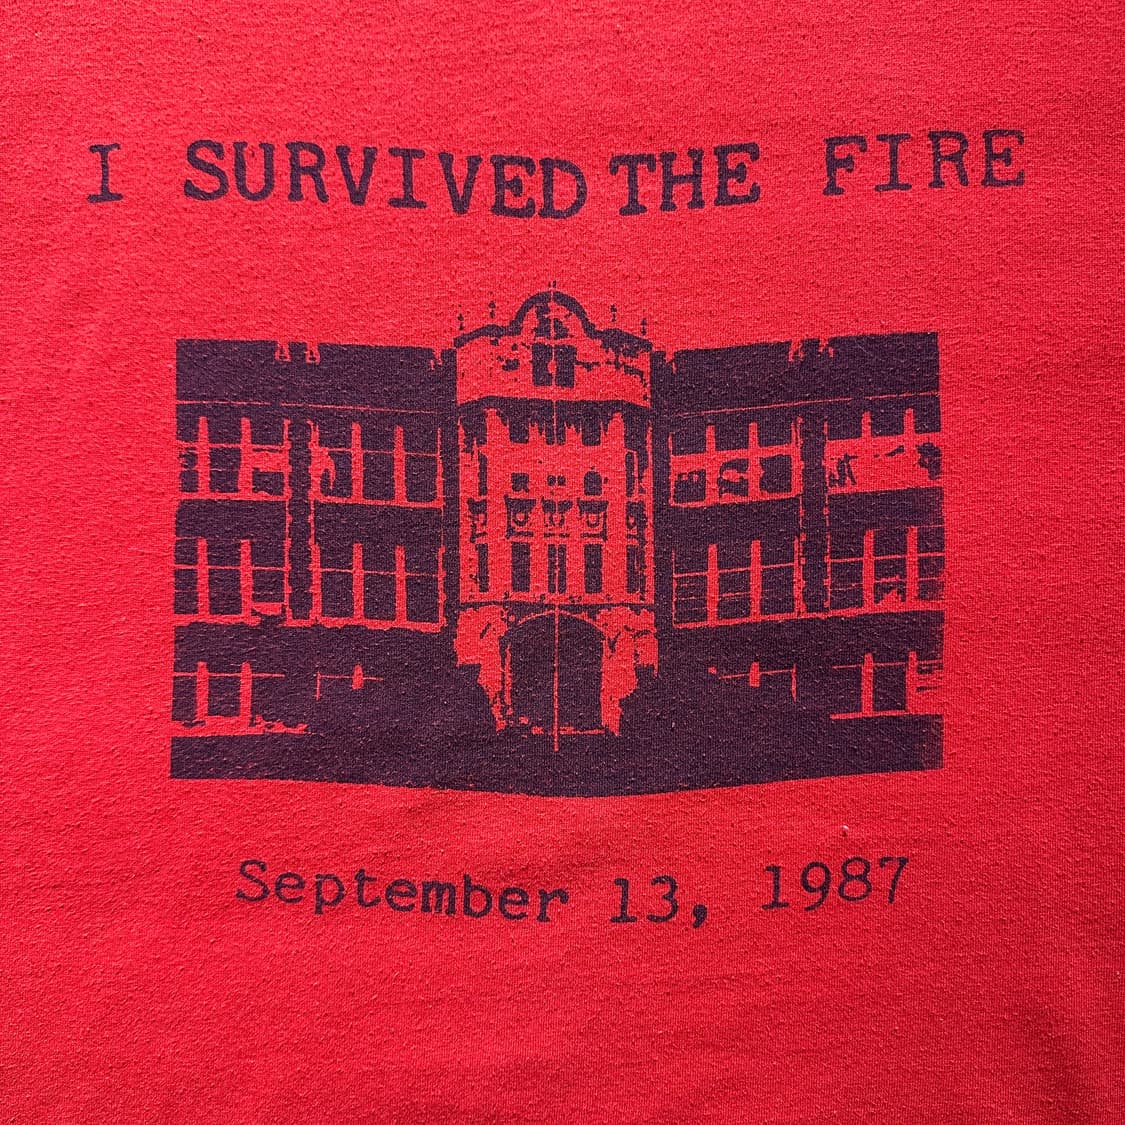 I SURVIVED THE FIRE
September 13, 1987